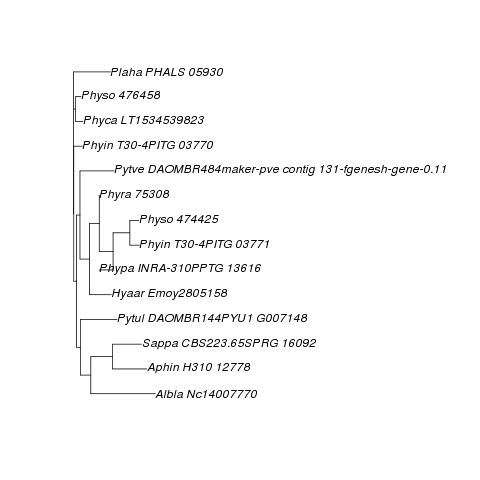 Plaha PHALS 05930
Physo 476458
Phyca LT1534539823
Phyin T30-4PITG 03770
Pytve DAOMBR484maker-pve contig 131-fgenesh-gene-0.11
Phyra 75308
Physo 474425
Phyin T30-4PITG 03771
Phypa INRA-310PPTG 13616
Hyaar Emoy2805158
Pytul DAOMBR144PYU1 G007148
Sappa CBS223.65SPRG 16092
Aphin H310 12778
Albla Nc14007770